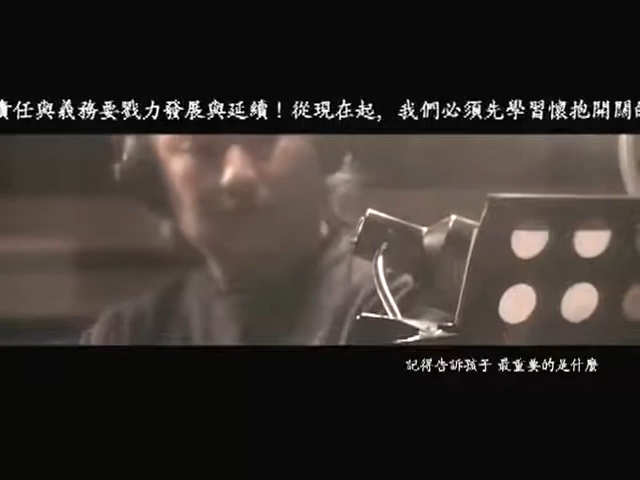 責任與義務要戮力發展與延續！從現在起，我們必須先學習懷抱開闊的
記得告訴孩子 最重要的是什麼